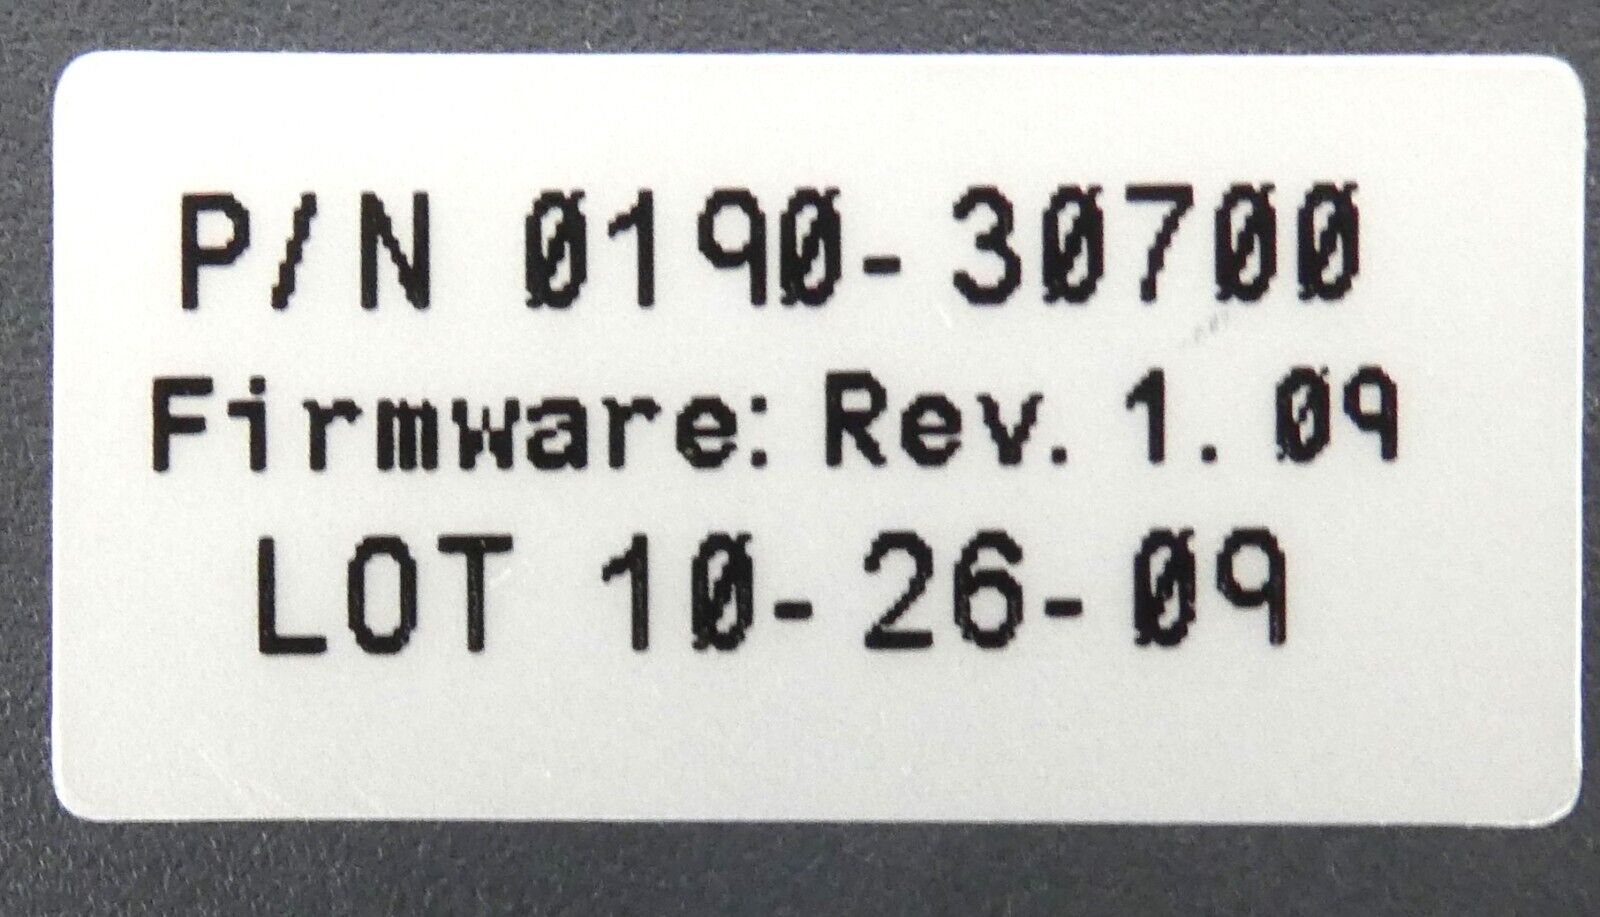 P/N 0190-30700
Firmware: Rev. 1.09
LOT 10-26-09